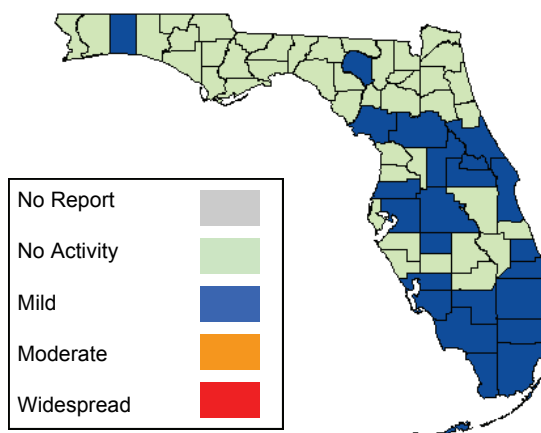 No Report
No Activity
Mild
Moderate
Widespread